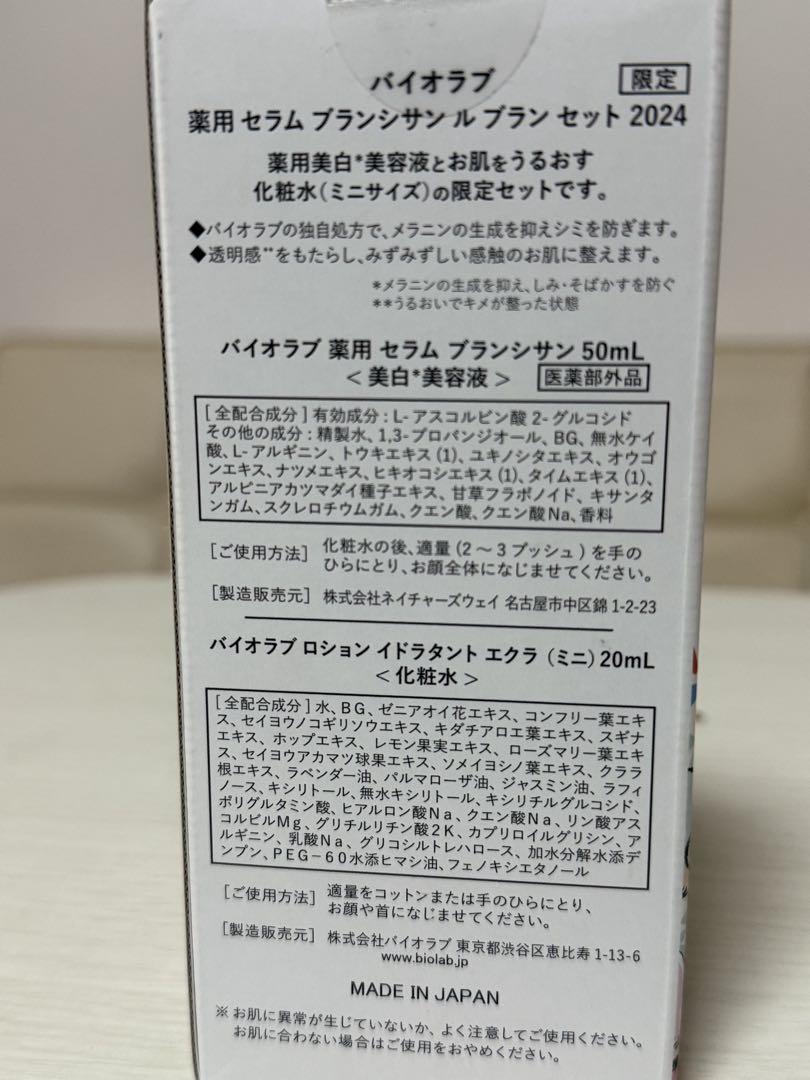 バイオラブ 限定
薬用 セラム ブランシサン ル ブラン セット 2024
薬用美白*美容液とお肌をうるおす
化粧水(ミニサイズ)の限定セットです。
◆バイオラブの独自処方で、メラニンの生成を抑えシミを防ぎます。
◆透明感**をもたらし、みずみずしい感触のお肌に整えます。
*メラニンの生成を抑え、しみ・そばかすを防ぐ
**うるおいでキメが整った状態
バイオラブ 薬用 セラム ブランシサン 50mL
<美白*美容液> 医薬部外品
[全配合成分] 有効成分:L-アスコルビン酸 2-グルコシド
その他の成分:精製水、1,3-プロパンジオール、BG、無水ケイ
酸、L-アルギニン、トウキエキス(1)、ユキノシタエキス、オウゴ
ンエキス、ナツメエキス、ヒキオコシエキス(1)、タイムエキス(1)、
アルピニアカツマダイ種子エキス、甘草フラボノイド、キサンタ
ンガム、スクレロチウムガム、クエン酸、クエン酸Na、香料
[ご使用方法] 化粧水の後、適量(2〜3プッシュ)を手の
ひらにとり、お顔全体になじませてください。
[製造販売元] 株式会社ネイチャーズウェイ 名古屋市中区錦 1-2-23
バイオラブ ロション イドラタント エクラ (ミニ) 20mL
<化粧水>
[全配合成分] 水、BG、ゼニアオイ花エキス、コンフリー葉エキ
ス、セイヨウノコギリソウエキス、キダチアロエ葉エキス、スギナ
エキス、ホップエキス、レモン果実エキス、ローズマリー葉エキ
ス、セイヨウアカマツ球果エキス、ソメイヨシノ葉エキス、クララ
根エキス、ラベンダー油、パルマローザ油、ジャスミン油、ラフィ
ノース、キシリトール、無水キシリトール、キシリチルグルコシド、
ポリグルタミン酸、ヒアルロン酸Na、クエン酸Na、リン酸アス
コルビルMg、グリチルリチン酸2K、カプリロイルグリシン、ア
ルギニン、乳酸Na、グリコシルトレハロース、加水分解水添デ
ンプン、PEG-60水添ヒマシ油、フェノキシエタノール
[ご使用方法] 適量をコットンまたは手のひらにとり、
お顔や首になじませてください。
[製造販売元] 株式会社バイオラブ 東京都渋谷区恵比寿 1-13-6
www.biolab.jp
MADE IN JAPAN
※お肌に異常が生じていないか、よく注意してご使用ください。
お肌に合わない場合はご使用をおやめください。